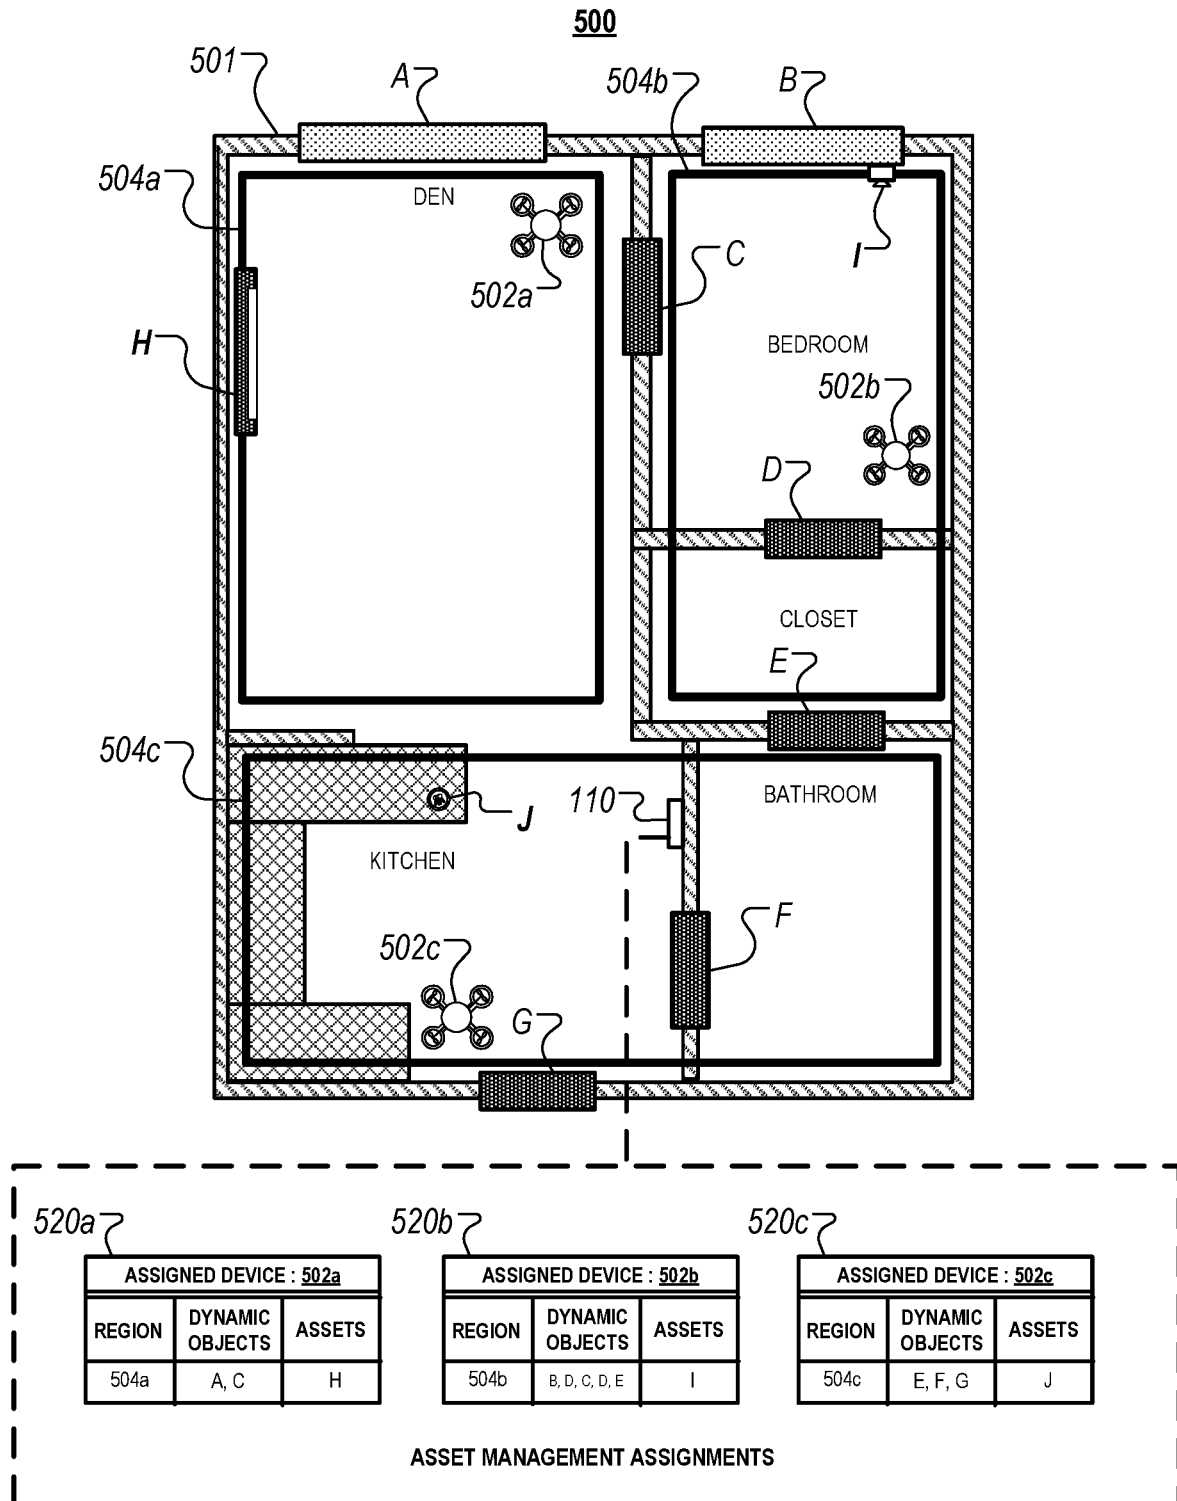 500
501
A
504b
B
504a
DEN
I
C
502a
H
BEDROOM
502b
D
CLOSET
E
504c
110
BATHROOM
J
KITCHEN
F
502c
G
520a
520b
520c
ASSIGNED DEVICE : 502a
REGION
DYNAMIC
OBJECTS
ASSETS
504a
A, C
H
ASSIGNED DEVICE : 502b
REGION
DYNAMIC
OBJECTS
ASSETS
504b
B, D, C, D, E
I
ASSIGNED DEVICE : 502c
REGION
DYNAMIC
OBJECTS
ASSETS
504c
E, F, G
J
ASSET MANAGEMENT ASSIGNMENTS